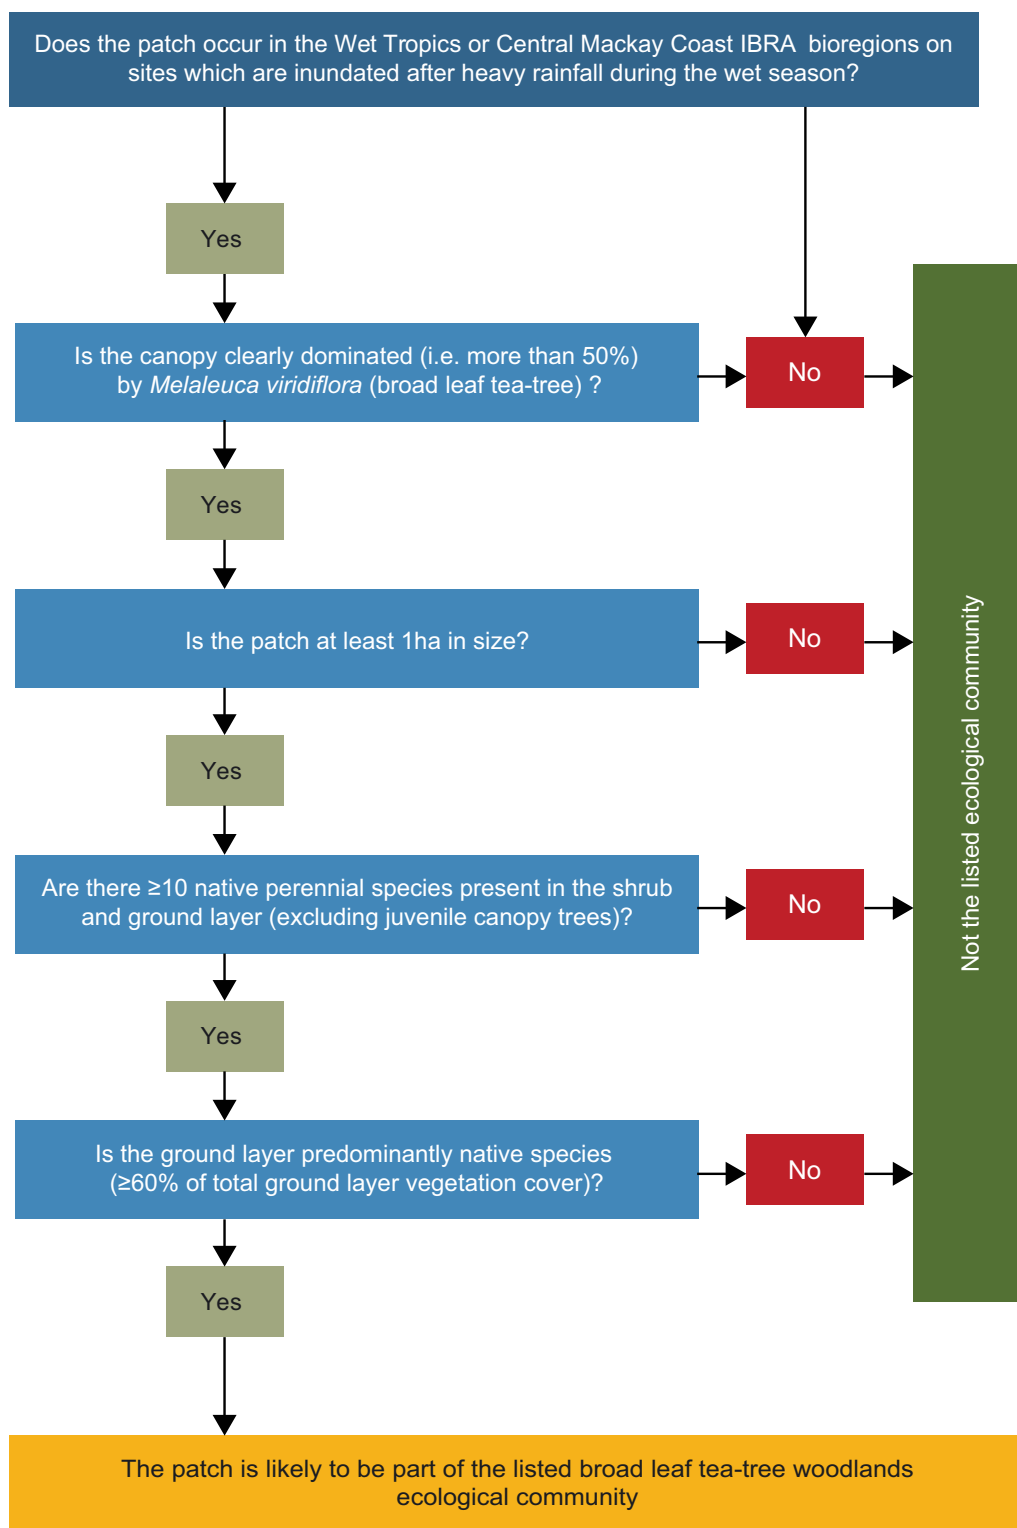 Does the patch occur in the Wet Tropics or Central Mackay Coast IBRA bioregions on
sites which are inundated after heavy rainfall during the wet season?
Yes
Is the canopy clearly dominated (i.e. more than 50%)
by Melaleuca viridiflora (broad leaf tea-tree) ?
No
Yes
Is the patch at least 1ha in size?
No
Yes
Are there ≥10 native perennial species present in the shrub
and ground layer (excluding juvenile canopy trees)?
No
Yes
Is the ground layer predominantly native species
(≥60% of total ground layer vegetation cover)?
No
Yes
Not the listed ecological community
The patch is likely to be part of the listed broad leaf tea-tree woodlands
ecological community